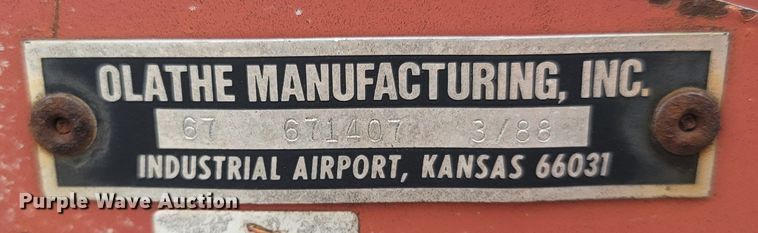 OLATHE MANUFACTURING, INC.
67 671407 3/88
INDUSTRIAL AIRPORT, KANSAS 66031
Purple Wave Auction